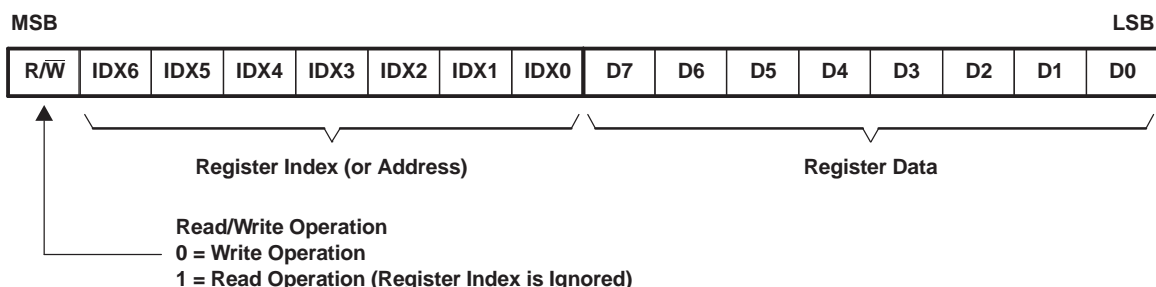 MSB LSB
R/W̅ IDX6 IDX5 IDX4 IDX3 IDX2 IDX1 IDX0 D7 D6 D5 D4 D3 D2 D1 D0
Register Index (or Address) Register Data
Read/Write Operation
0 = Write Operation
1 = Read Operation (Register Index is Ignored)